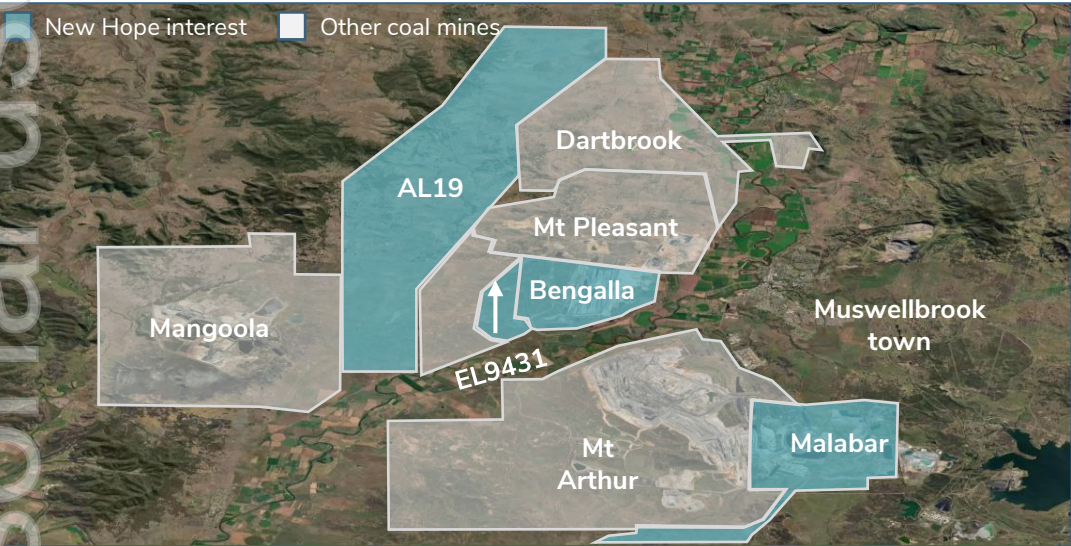 New Hope interest
Other coal mines
Dartbrook
AL19
Mt Pleasant
Bengalla
Muswellbrook
town
Mangoola
EL9431
Malabar
Mt
Arthur